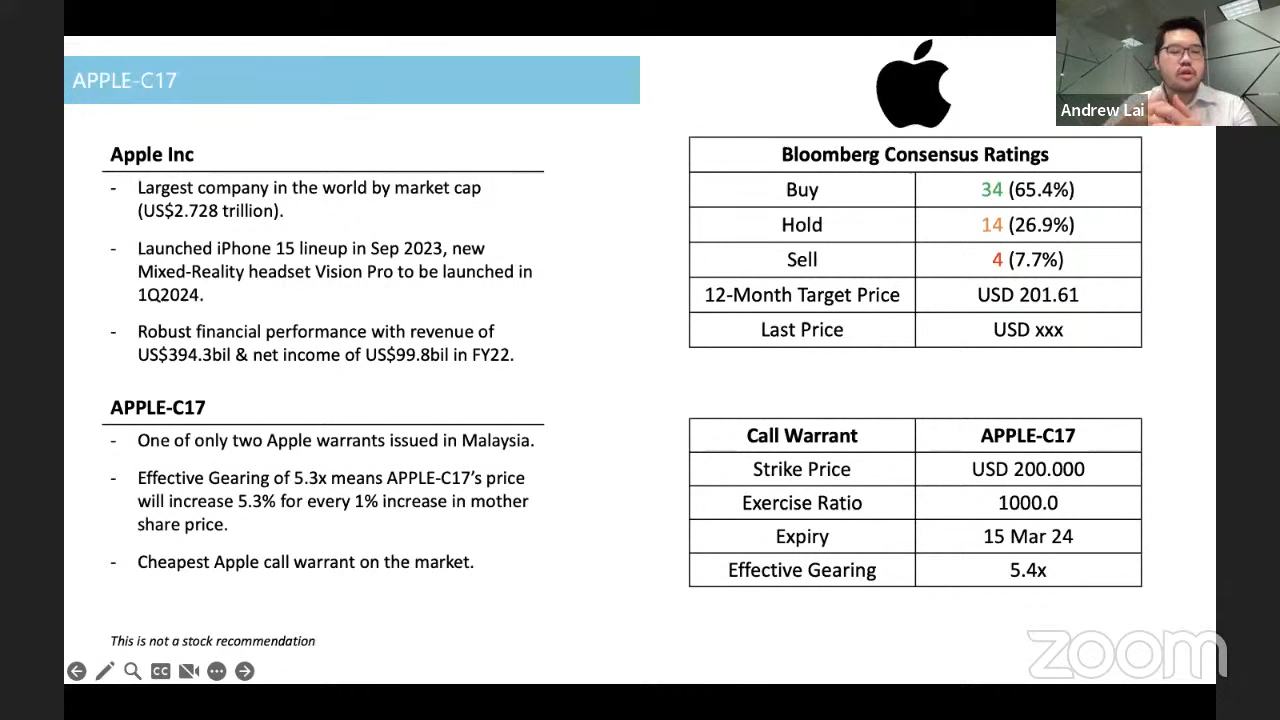 APPLE-C17
Andrew Lai
Apple Inc
- Largest company in the world by market cap
(US$2.728 trillion).
- Launched iPhone 15 lineup in Sep 2023, new
Mixed-Reality headset Vision Pro to be launched in
1Q2024.
- Robust financial performance with revenue of
US$394.3bil & net income of US$99.8bil in FY22.
APPLE-C17
- One of only two Apple warrants issued in Malaysia.
- Effective Gearing of 5.3x means APPLE-C17's price
will increase 5.3% for every 1% increase in mother
share price.
- Cheapest Apple call warrant on the market.
This is not a stock recommendation
Bloomberg Consensus Ratings
Buy 34 (65.4%)
Hold 14 (26.9%)
Sell 4 (7.7%)
12-Month Target Price USD 201.61
Last Price USD xxx
Call Warrant APPLE-C17
Strike Price USD 200.000
Exercise Ratio 1000.0
Expiry 15 Mar 24
Effective Gearing 5.4x
CC
zoom